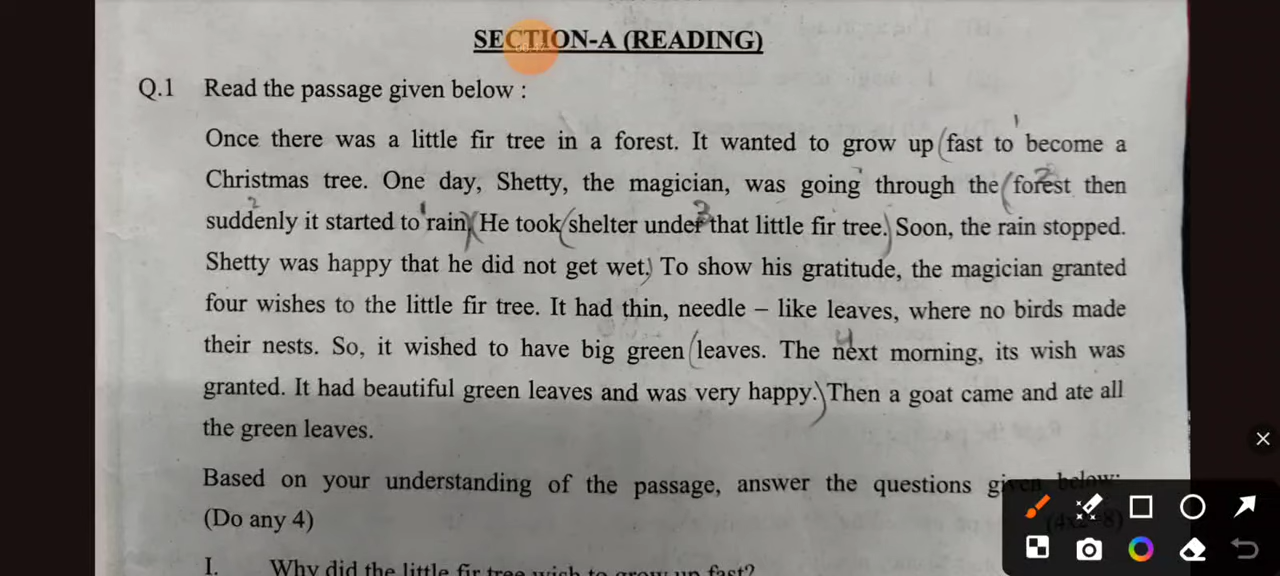 SECTION-A (READING)
Q.1 Read the passage given below :
Once there was a little fir tree in a forest. It wanted to grow up (fast to become a
Christmas tree. One day, Shetty, the magician, was going through the (forest then
suddenly it started to rain. (He took (shelter under that little fir tree.) Soon, the rain stopped.
Shetty was happy that he did not get wet.) To show his gratitude, the magician granted
four wishes to the little fir tree. It had thin, needle – like leaves, where no birds made
their nests. So, it wished to have big green (leaves. The next morning, its wish was
granted. It had beautiful green leaves and was very happy.) Then a goat came and ate all
the green leaves.
Based on your understanding of the passage, answer the questions given below:
(Do any 4)
I. Why did the little fir tree wish to grow up fast?